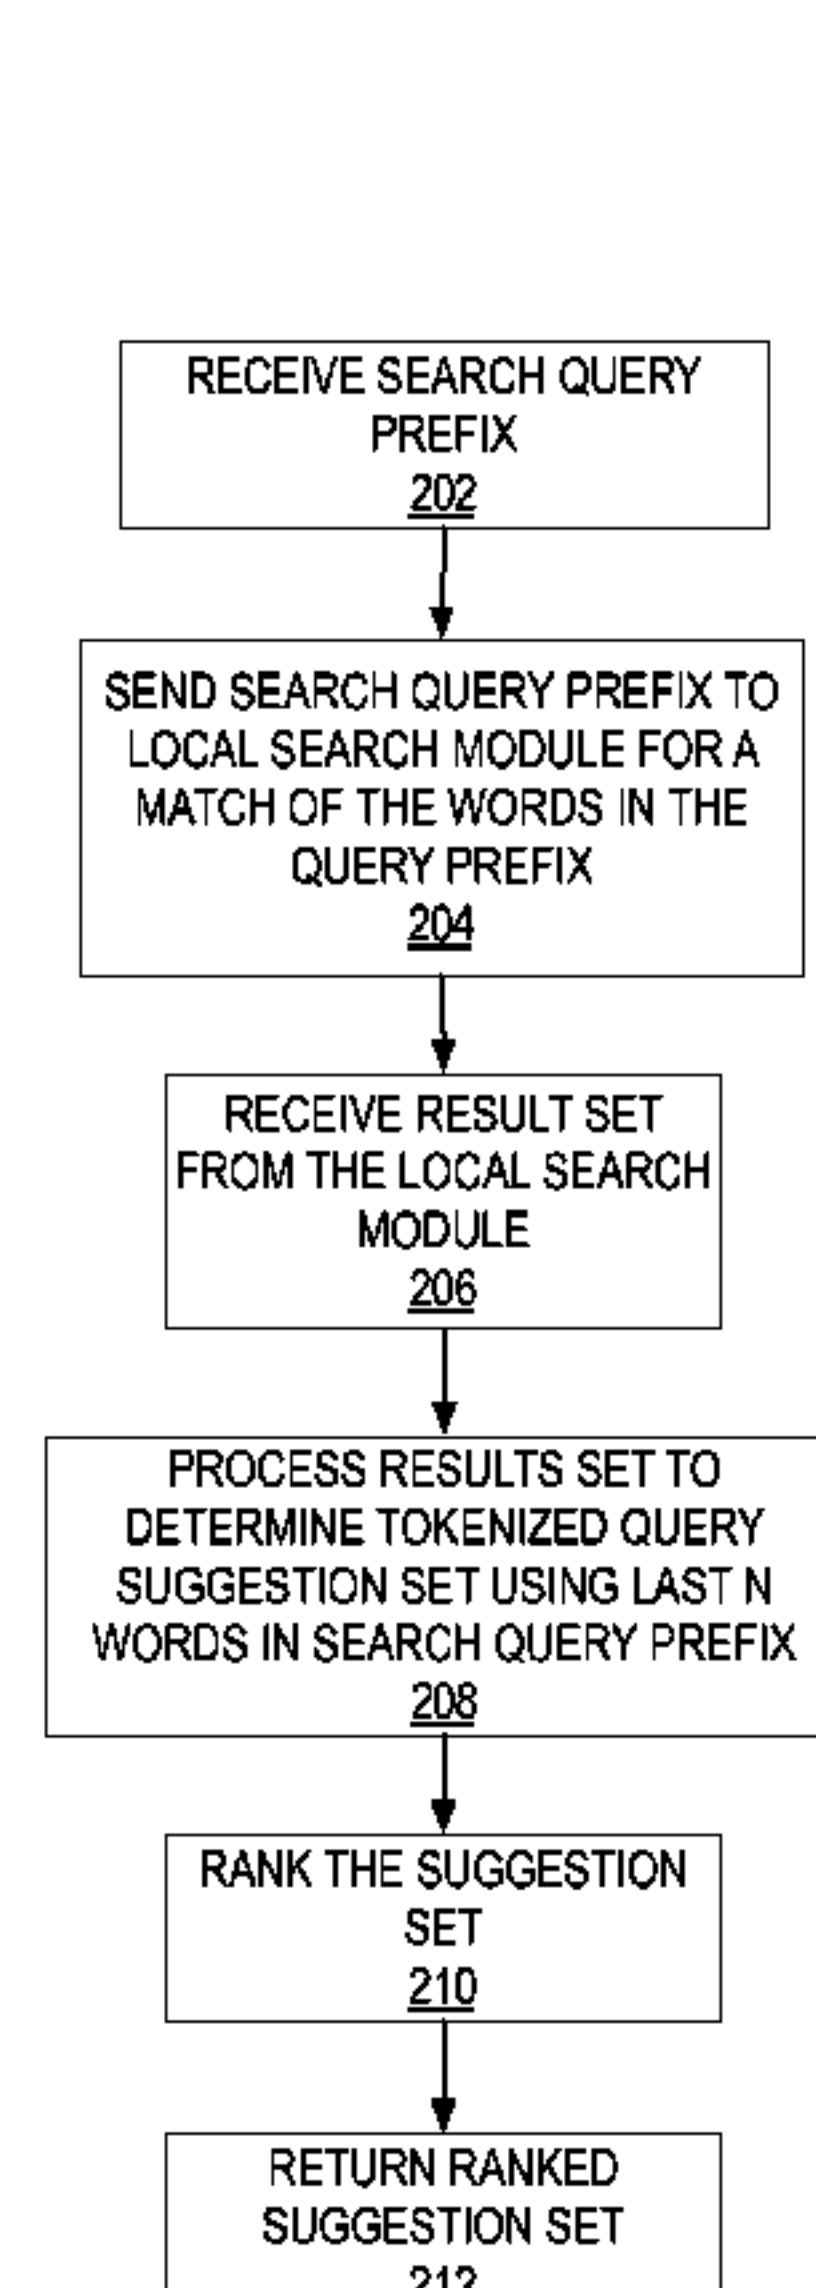 RECEIVE SEARCH QUERY
PREFIX
202
SEND SEARCH QUERY PREFIX TO
LOCAL SEARCH MODULE FOR A
MATCH OF THE WORDS IN THE
QUERY PREFIX
204
RECEIVE RESULT SET
FROM THE LOCAL SEARCH
MODULE
206
PROCESS RESULTS SET TO
DETERMINE TOKENIZED QUERY
SUGGESTION SET USING LAST N
WORDS IN SEARCH QUERY PREFIX
208
RANK THE SUGGESTION
SET
210
RETURN RANKED
SUGGESTION SET
212